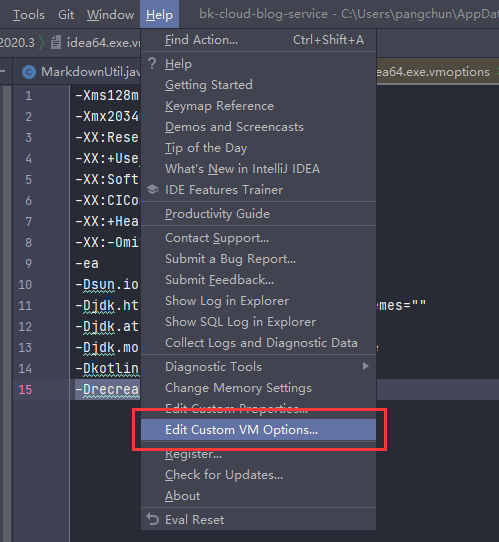 Tools Git Window Help bk-cloud-blog-service - C:\Users\pangchun\AppDat
2020.3 idea64.exe.vm
MarkdownUtil.jav ea64.exe.vmoptions
Find Action... Ctrl+Shift+A
Help
Getting Started
Keymap Reference
Demos and Screencasts
Tip of the Day
What's New in IntelliJ IDEA
IDE Features Trainer
Productivity Guide
Contact Support...
Submit a Bug Report...
Submit Feedback...
Show Log in Explorer
Show SQL Log in Explorer
Collect Logs and Diagnostic Data
Diagnostic Tools
Change Memory Settings
Edit Custom Properties...
Edit Custom VM Options...
Register...
Check for Updates...
About
Eval Reset
1 -Xms128m
2 -Xmx2034
3 -XX:Rese
4 -XX:+Use
5 -XX:Soft
6 -XX:CICo
7 -XX:+Hea
8 -XX:-Omi
9 -ea
10 -Dsun.io
11 -Djdk.ht emes=""
12 -Djdk.at
13 -Djdk.mo
14 -Dkotlin
15 -Drecrea